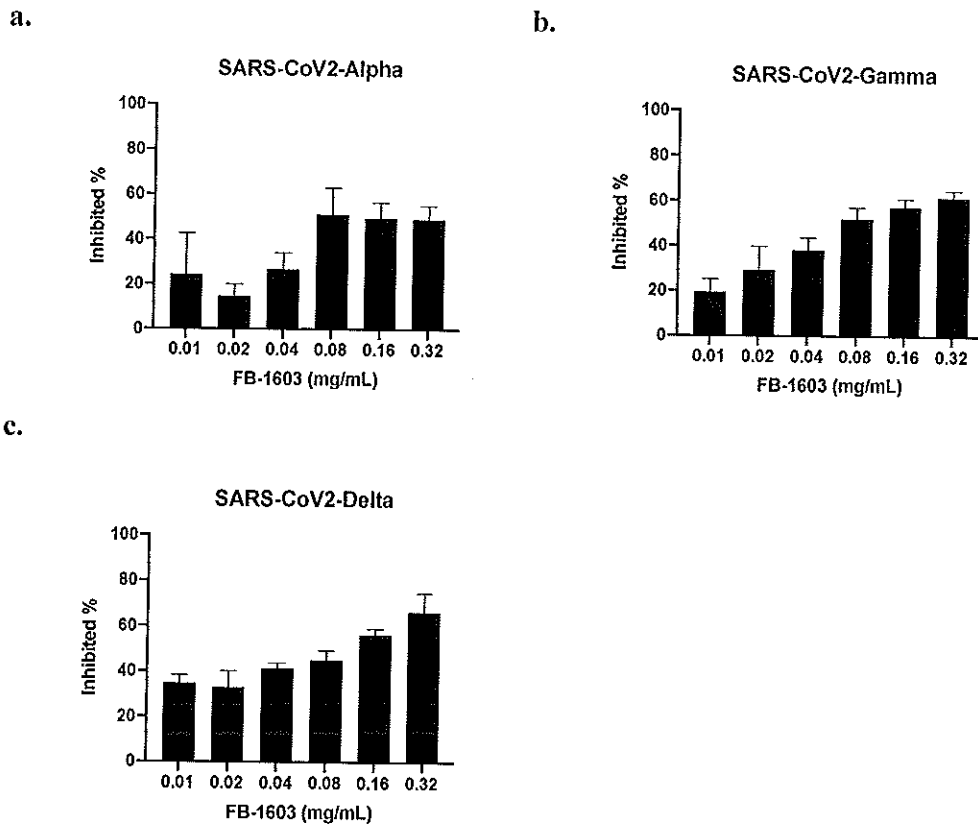 a.
SARS-CoV2-Alpha
100
80
60
40
20
0
Inhibited %
0.01 0.02 0.04 0.08 0.16 0.32
FB-1603 (mg/mL)
b.
SARS-CoV2-Gamma
100
80
60
40
20
0
Inhibited %
0.01 0.02 0.04 0.08 0.16 0.32
FB-1603 (mg/mL)
c.
SARS-CoV2-Delta
100
80
60
40
20
0
Inhibited %
0.01 0.02 0.04 0.08 0.16 0.32
FB-1603 (mg/mL)